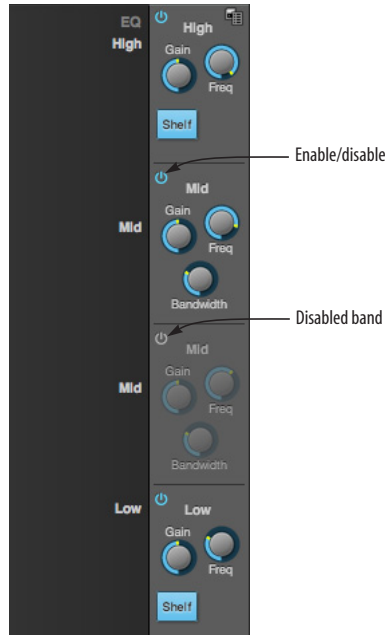 EQ
High
High
Gain
Freq
Shelf
Enable/disable
Mid
Mid
Gain
Freq
Bandwidth
Disabled band
Mid
Mid
Gain
Freq
Bandwidth
Low
Low
Gain
Freq
Shelf